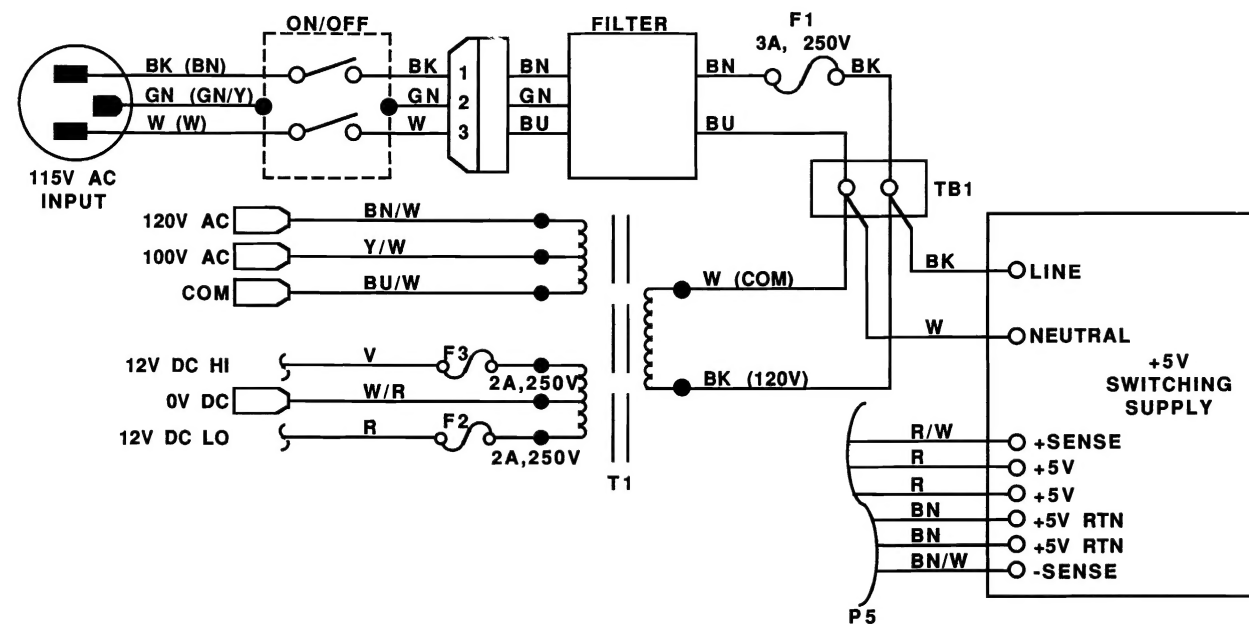 ON/OFF
FILTER
F1
3A, 250V
BK (BN)
BK
1
BN
BN
BK
GN (GN/Y)
GN
2
GN
W (W)
W
3
BU
BU
115V AC
INPUT
TB1
120V AC
BN/W
100V AC
Y/W
COM
BU/W
W (COM)
BK
LINE
W
NEUTRAL
12V DC HI
V
F3
2A,250V
BK (120V)
0V DC
W/R
12V DC LO
R
F2
2A,250V
T1
+5V
SWITCHING
SUPPLY
R/W
+SENSE
R
+5V
R
+5V
BN
+5V RTN
BN
+5V RTN
BN/W
-SENSE
P5